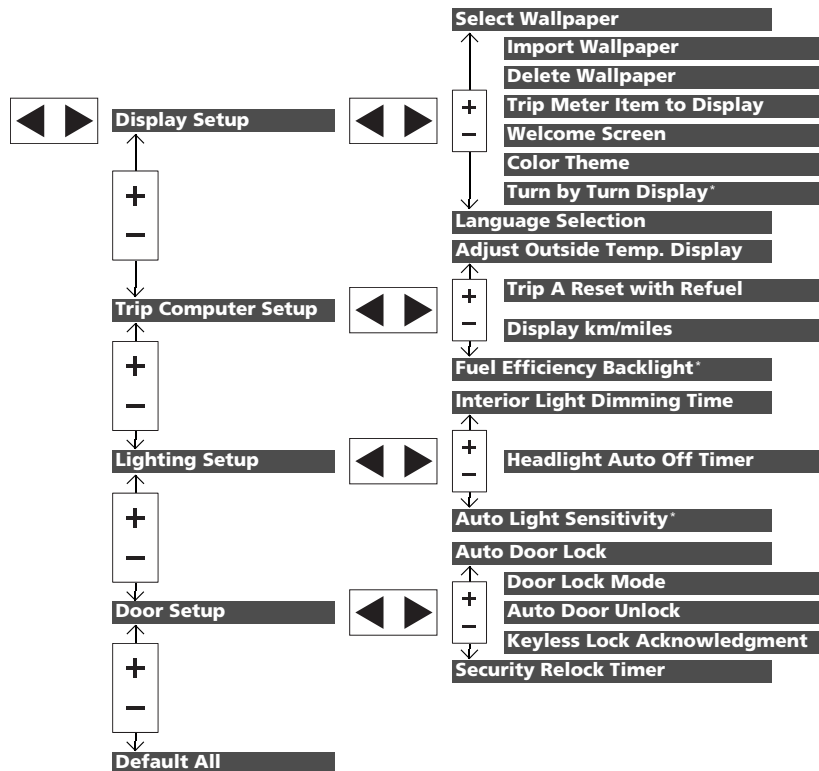 Select Wallpaper
Import Wallpaper
Delete Wallpaper
Display Setup
+
−
Trip Meter Item to Display
Welcome Screen
Color Theme
Turn by Turn Display*
+
−
Language Selection
Adjust Outside Temp. Display
Trip Computer Setup
+
−
Trip A Reset with Refuel
Display km/miles
Fuel Efficiency Backlight*
+
−
Interior Light Dimming Time
Lighting Setup
+
−
Headlight Auto Off Timer
Auto Light Sensitivity*
+
−
Auto Door Lock
Door Setup
+
−
Door Lock Mode
Auto Door Unlock
Keyless Lock Acknowledgment
Security Relock Timer
+
−
Default All